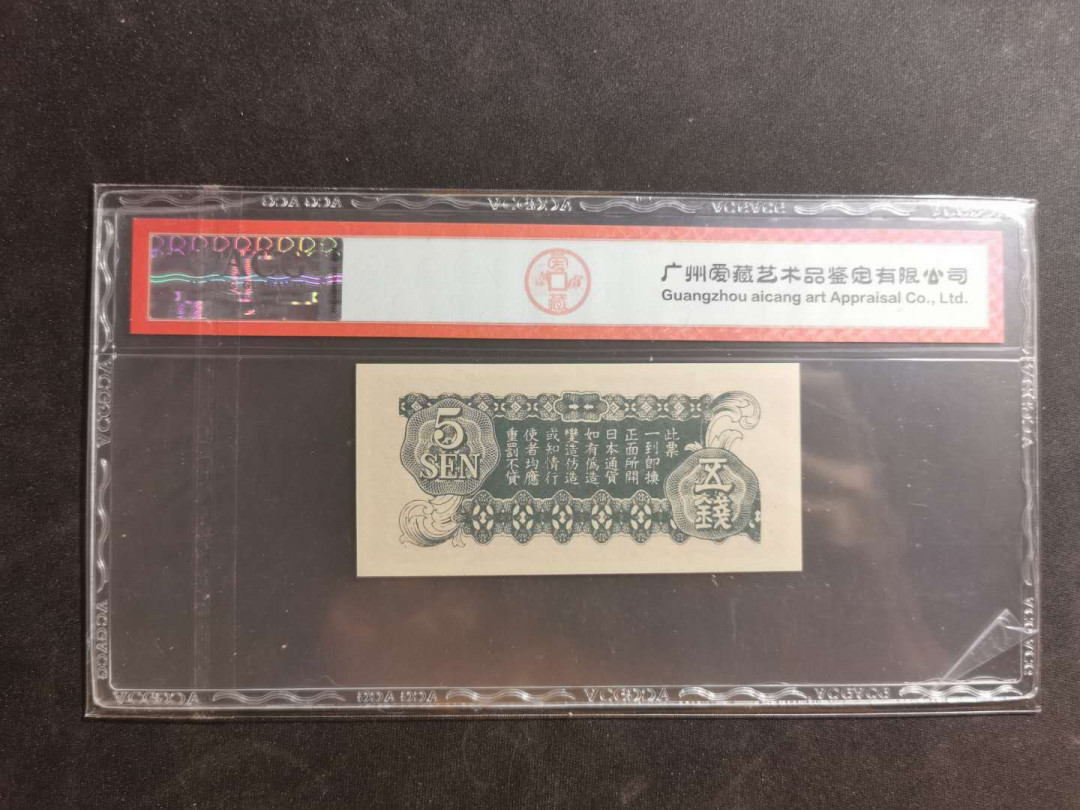 ACG
爱藏
广州爱藏艺术品鉴定有限公司
Guangzhou aicang art Appraisal Co., Ltd.
5
SEN
此票
一到即換
正面所開
日本通貨
如有偽造
變造仿造
或知情行
使者均應
重罰不貸
五
錢